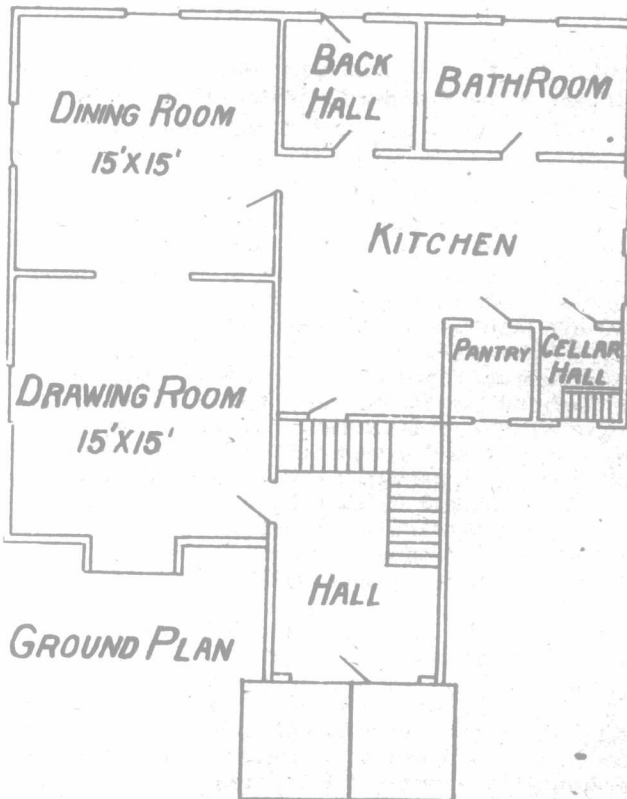 BACK
HALL
BATHROOM
DINING ROOM
15'X15'
KITCHEN
PANTRY
CELLAR
HALL
DRAWING ROOM
15'X15'
HALL
GROUND PLAN